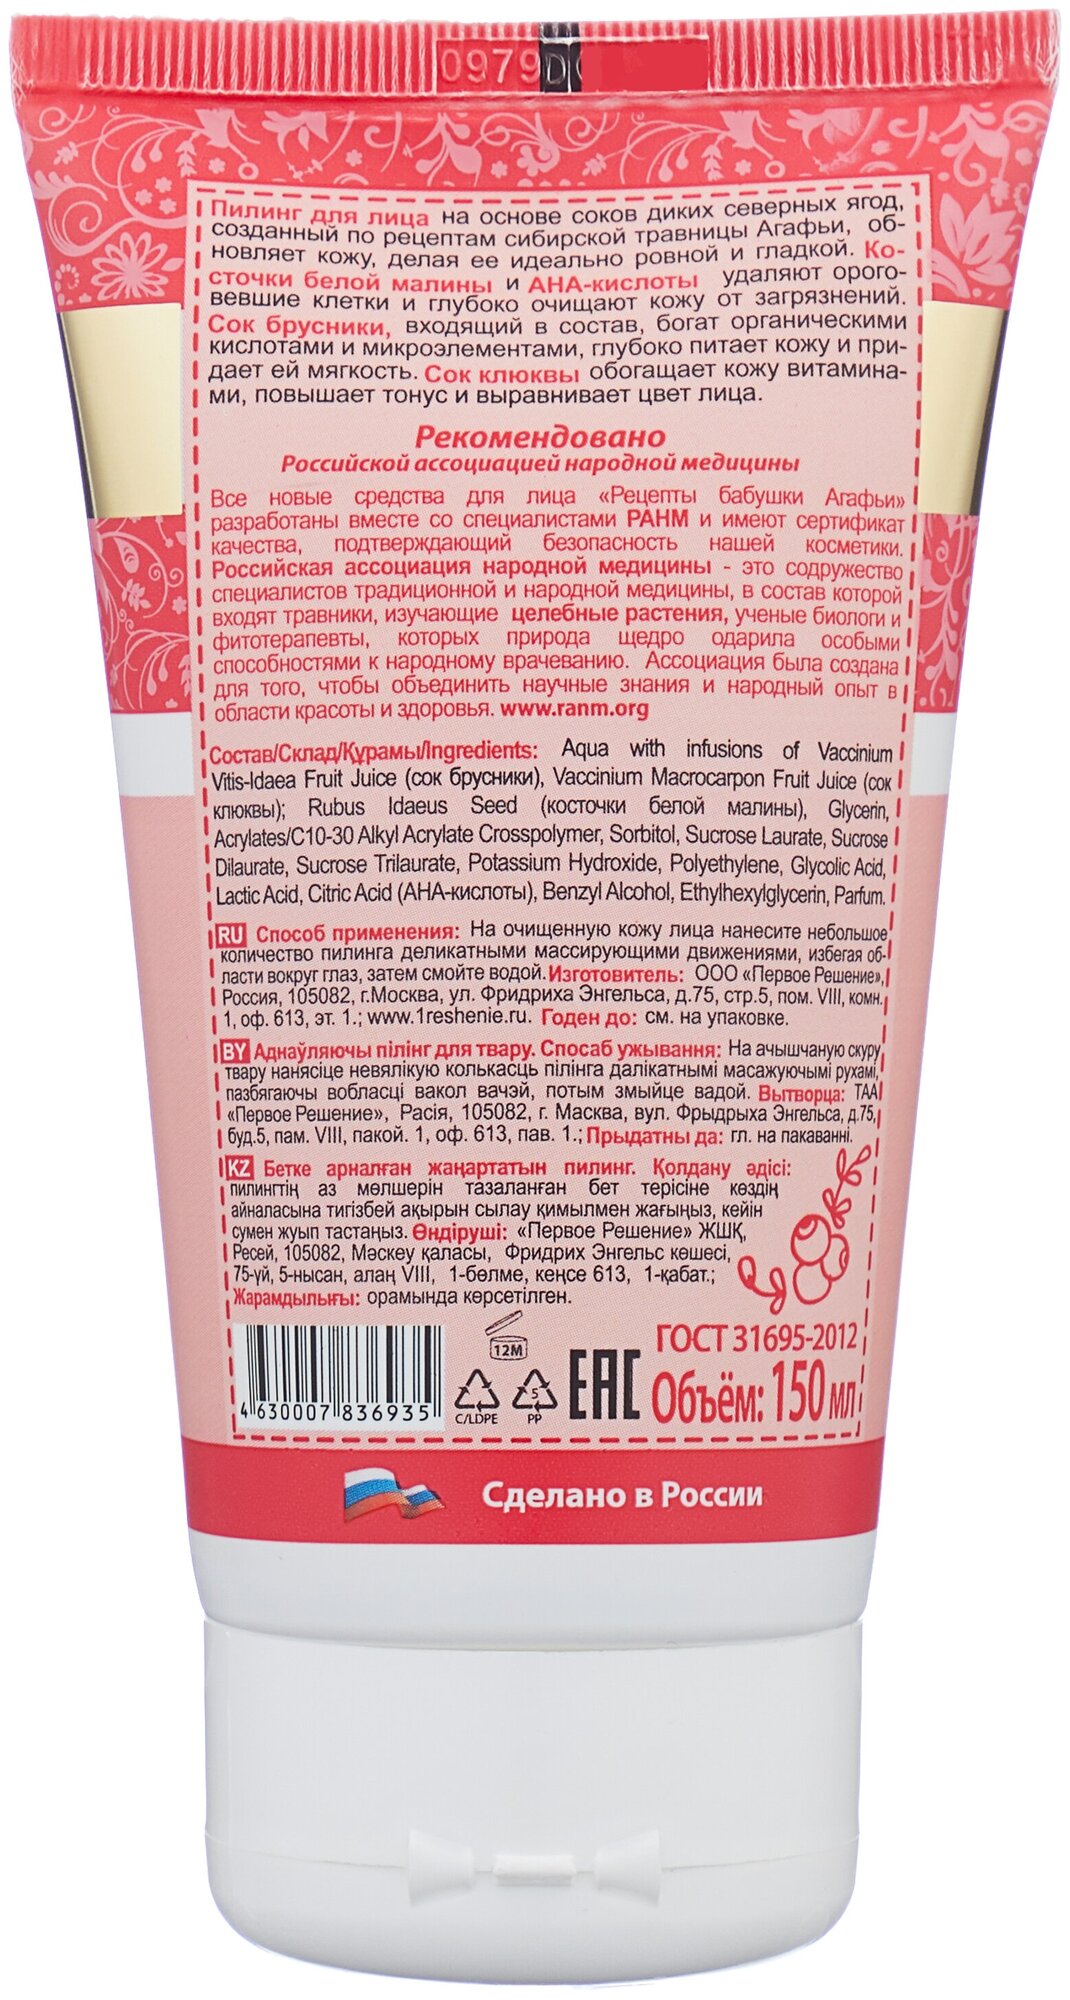 0979D
Пилинг для лица на основе соков диких северных ягод,
созданный по рецептам сибирской травницы Агафьи, об-
новляет кожу, делая ее идеально ровной и гладкой. Ко-
сточки белой малины и АНА-кислоты удаляют орого-
вевшие клетки и глубоко очищают кожу от загрязнений.
Сок брусники, входящий в состав, богат органическими
кислотами и микроэлементами, глубоко питает кожу и при-
дает ей мягкость. Сок клюквы обогащает кожу витамина-
ми, повышает тонус и выравнивает цвет лица.
Рекомендовано
Российской ассоциацией народной медицины
Все новые средства для лица «Рецепты бабушки Агафьи»
разработаны вместе со специалистами РАНМ и имеют сертификат
качества, подтверждающий безопасность нашей косметики.
Российская ассоциация народной медицины - это содружество
специалистов традиционной и народной медицины, в состав которой
входят травники, изучающие целебные растения, ученые биологи и
фитотерапевты, которых природа щедро одарила особыми
способностями к народному врачеванию. Ассоциация была создана
для того, чтобы объединить научные знания и народный опыт в
области красоты и здоровья. www.ranm.org
Состав/Склад/Құрамы/Ingredients: Aqua with infusions of Vaccinium
Vitis-Idaea Fruit Juice (сок брусники), Vaccinium Macrocarpon Fruit Juice (сок
клюквы); Rubus Idaeus Seed (косточки белой малины), Glycerin,
Acrylates/C10-30 Alkyl Acrylate Crosspolymer, Sorbitol, Sucrose Laurate, Sucrose
Dilaurate, Sucrose Trilaurate, Potassium Hydroxide, Polyethylene, Glycolic Acid,
Lactic Acid, Citric Acid (АНА-кислоты), Benzyl Alcohol, Ethylhexylglycerin, Parfum.
RU Способ применения: На очищенную кожу лица нанесите небольшое
количество пилинга деликатными массирующими движениями, избегая об-
ласти вокруг глаз, затем смойте водой. Изготовитель: ООО «Первое Решение»,
Россия, 105082, г.Москва, ул. Фридриха Энгельса, д.75, стр.5, пом. VIII, комн.
1, оф. 613, эт. 1.; www.1reshenie.ru. Годен до: см. на упаковке.
BY Аднаўляючы пілінг для твару. Спосаб ужывання: На ачышчаную скуру
твару нанясіце невялікую колькасць пілінга далікатнымі масажуючымі рухамі,
пазбягаючы вобласці вакол вачэй, потым змыйце вадой. Вытворца: ТАА
«Первое Решение», Расія, 105082, г. Масква, вул. Фрыдрыха Энгельса, д.75,
буд.5, пам. VIII, пакой. 1, оф. 613, пав. 1.; Прыдатны да: гл. на пакаванні.
KZ Бетке арналған жаңартатын пилинг. Қолдану әдісі:
пилингтің аз мөлшерін тазаланған бет терісіне көздің
айналасына тигізбей ақырын сылау қимылмен жағыңыз, кейін
сумен жуып тастаңыз. Өндіруші: «Первое Решение» ЖШҚ,
Ресей, 105082, Мәскеу қаласы, Фридрих Энгельс көшесі,
75-үй, 5-нысан, алаң VIII, 1-бөлме, кеңсе 613, 1-қабат.;
Жарамдылығы: орамында көрсетілген.
4 630007 836935
12M
C/LDPE
5
PP
EAC
ГОСТ 31695-2012
Объём: 150 мл
Сделано в России